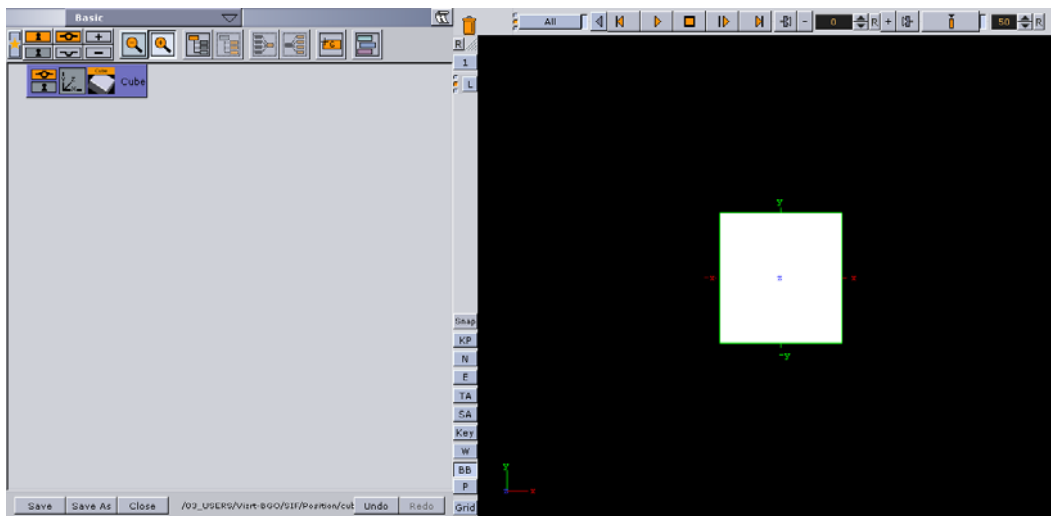 Basic
All
0
R
+
50
R
R
1
L
Cube
y
-x
z
x
-y
Snap
KP
N
E
TA
SA
Key
W
BB
P
Grid
y
z
x
Save Save As Close /03_USERS/Vizrt-BGO/SIF/Position/cub Undo Redo